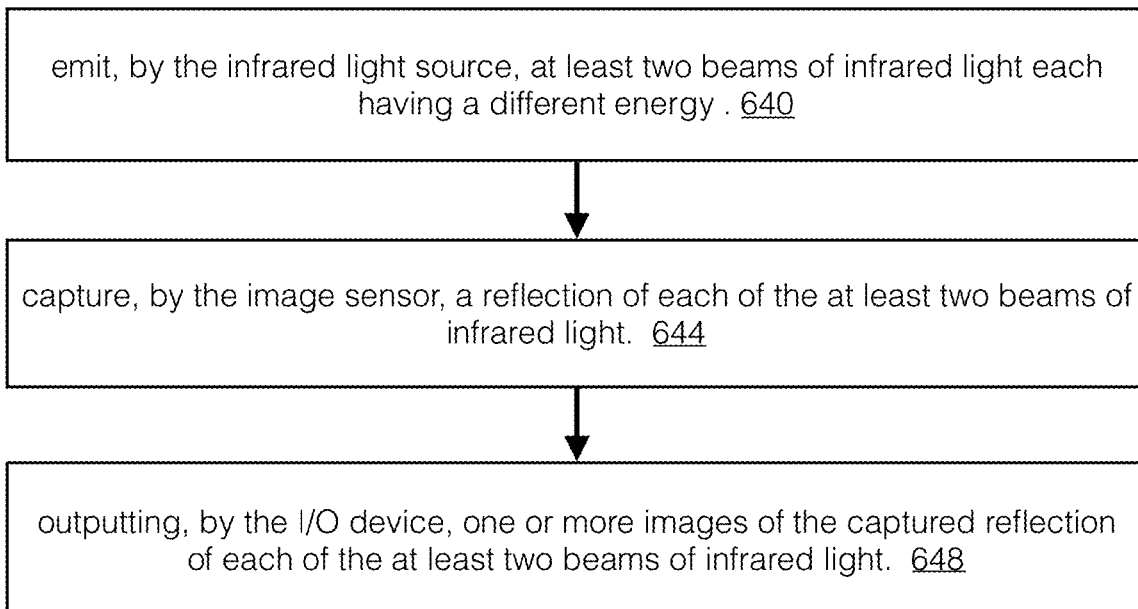 emit, by the infrared light source, at least two beams of infrared light each
having a different energy . 640
capture, by the image sensor, a reflection of each of the at least two beams of
infrared light. 644
outputting, by the I/O device, one or more images of the captured reflection
of each of the at least two beams of infrared light. 648